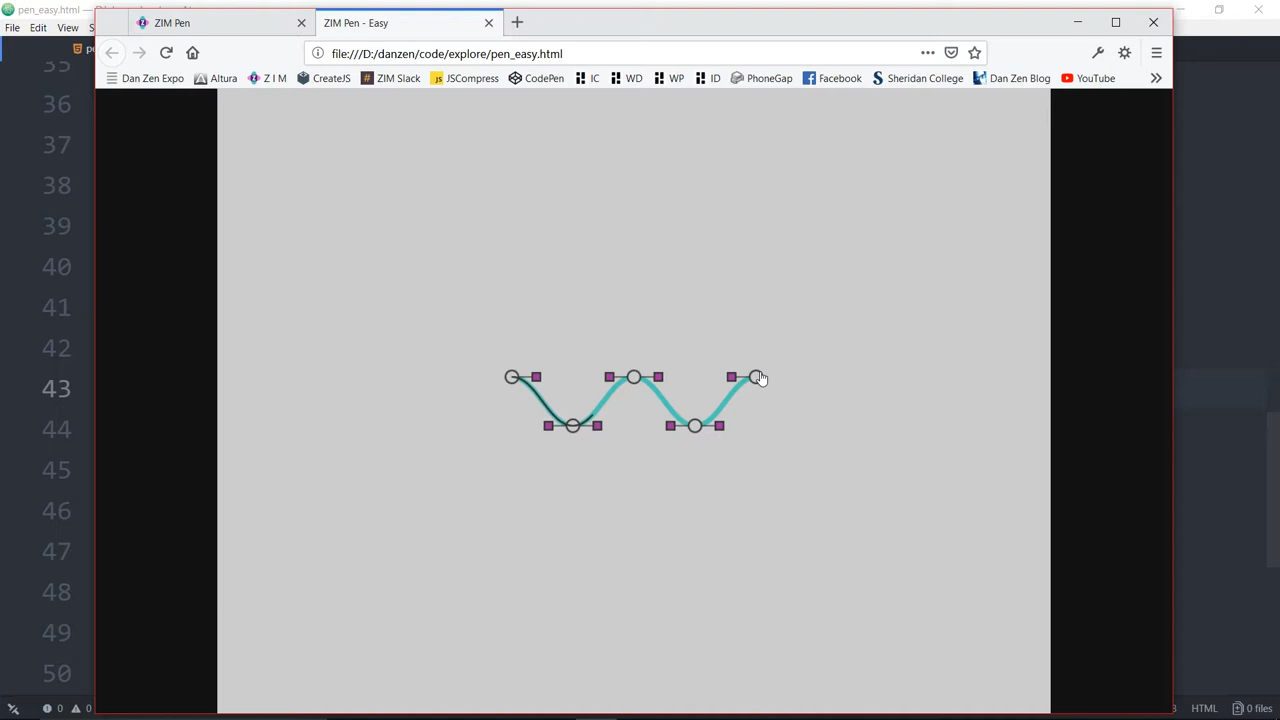 pen_easy.html
File Edit View S
pe
ZIM Pen
ZIM Pen - Easy
file:///D:/danzen/code/explore/pen_easy.html
Dan Zen Expo Altura Z I M CreateJS ZIM Slack JSCompress CodePen IC WD WP ID PhoneGap Facebook Sheridan College Dan Zen Blog YouTube
35
36
37
38
39
40
41
42
43
44
45
46
47
48
49
50
0 0 HTML 0 files